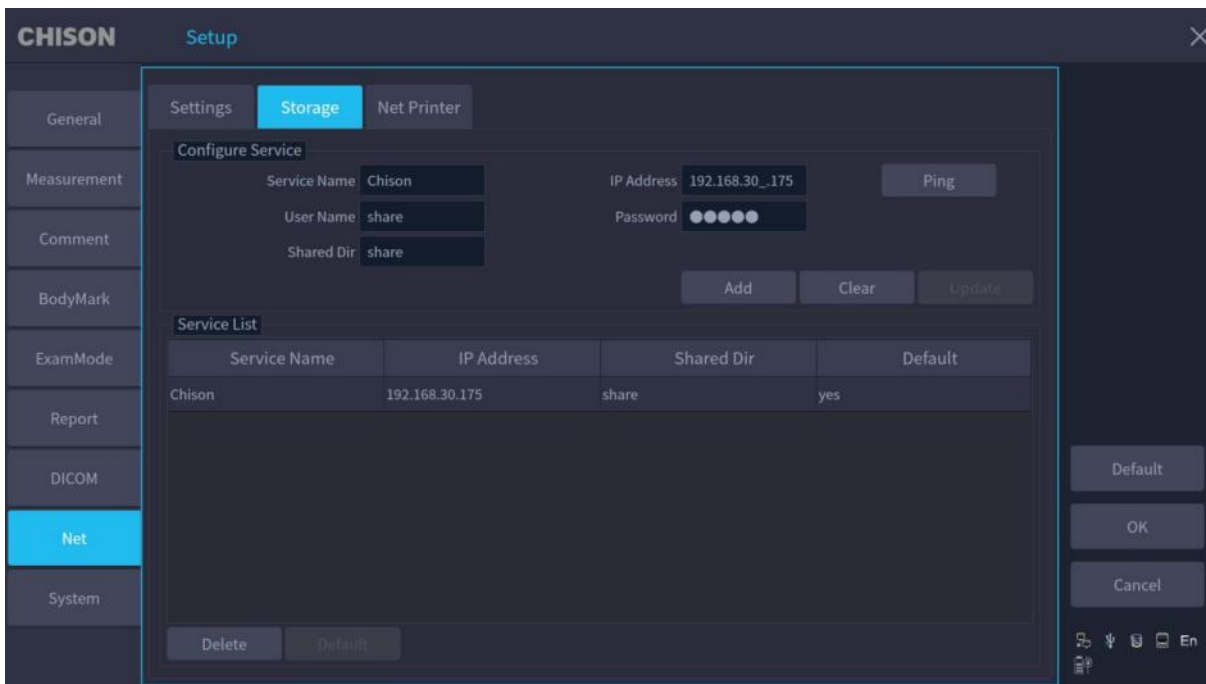 CHISON Setup
General
Measurement
Comment
BodyMark
ExamMode
Report
DICOM
Net
System
Settings Storage Net Printer
Configure Service
Service Name Chison IP Address 192.168.30_.175 Ping
User Name share Password ●●●●●
Shared Dir share
Add Clear Update
Service List
Service Name IP Address Shared Dir Default
Chison 192.168.30.175 share yes
Delete Default
Default
OK
Cancel
En